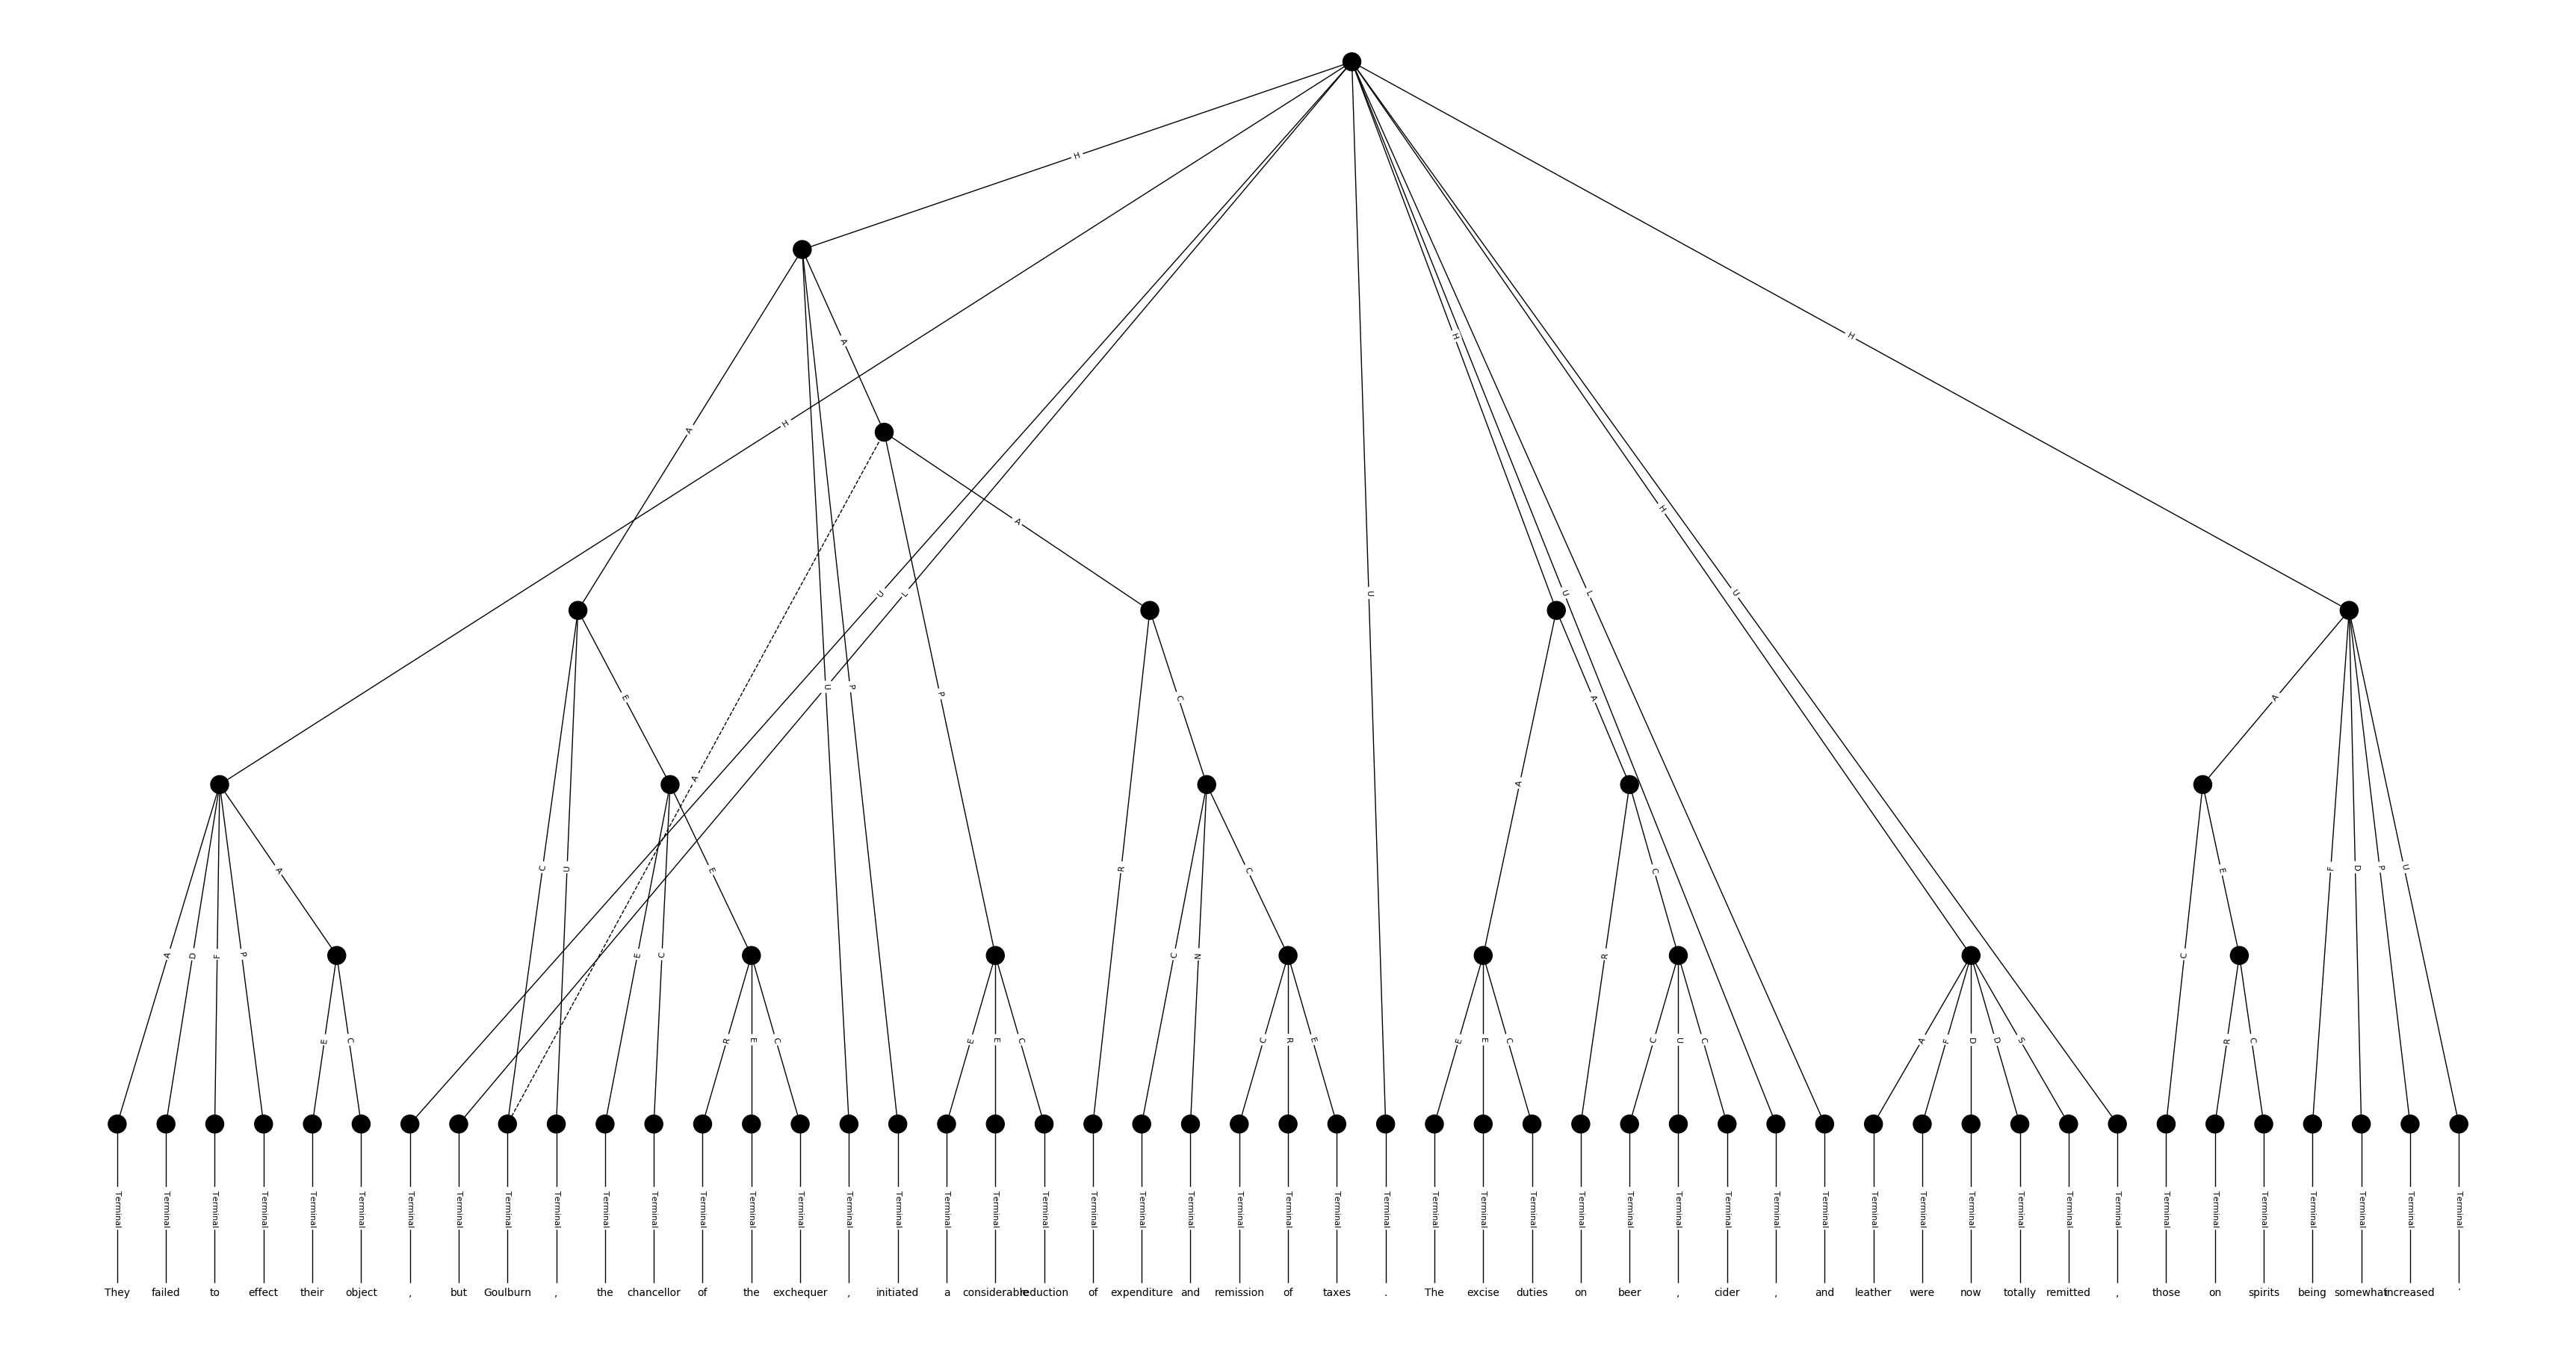 H
H
A
A
H
H
A
U
L
U
H
U
L
U
H
E
U
P
P
C
A
A
A
A
C
U
E
R
C
A
C
E
F
D
P
U
A
D
F
P
E
C
C
N
R
C
A
E
C
R
E
C
E
E
C
C
R
E
E
E
C
C
U
C
A
F
D
D
S
R
C
Terminal Terminal Terminal Terminal Terminal Terminal Terminal Terminal Terminal Terminal Terminal Terminal Terminal Terminal Terminal Terminal Terminal Terminal Terminal Terminal Terminal Terminal Terminal Terminal Terminal Terminal Terminal Terminal Terminal Terminal Terminal Terminal Terminal Terminal Terminal Terminal Terminal Terminal Terminal Terminal Terminal Terminal Terminal Terminal Terminal Terminal Terminal Terminal Terminal
They failed to effect their object , but Goulburn , the chancellor of the exchequer , initiated a considerable reduction of expenditure and remission of taxes . The excise duties on beer , cider , and leather were now totally remitted , those on spirits being somewhat increased .